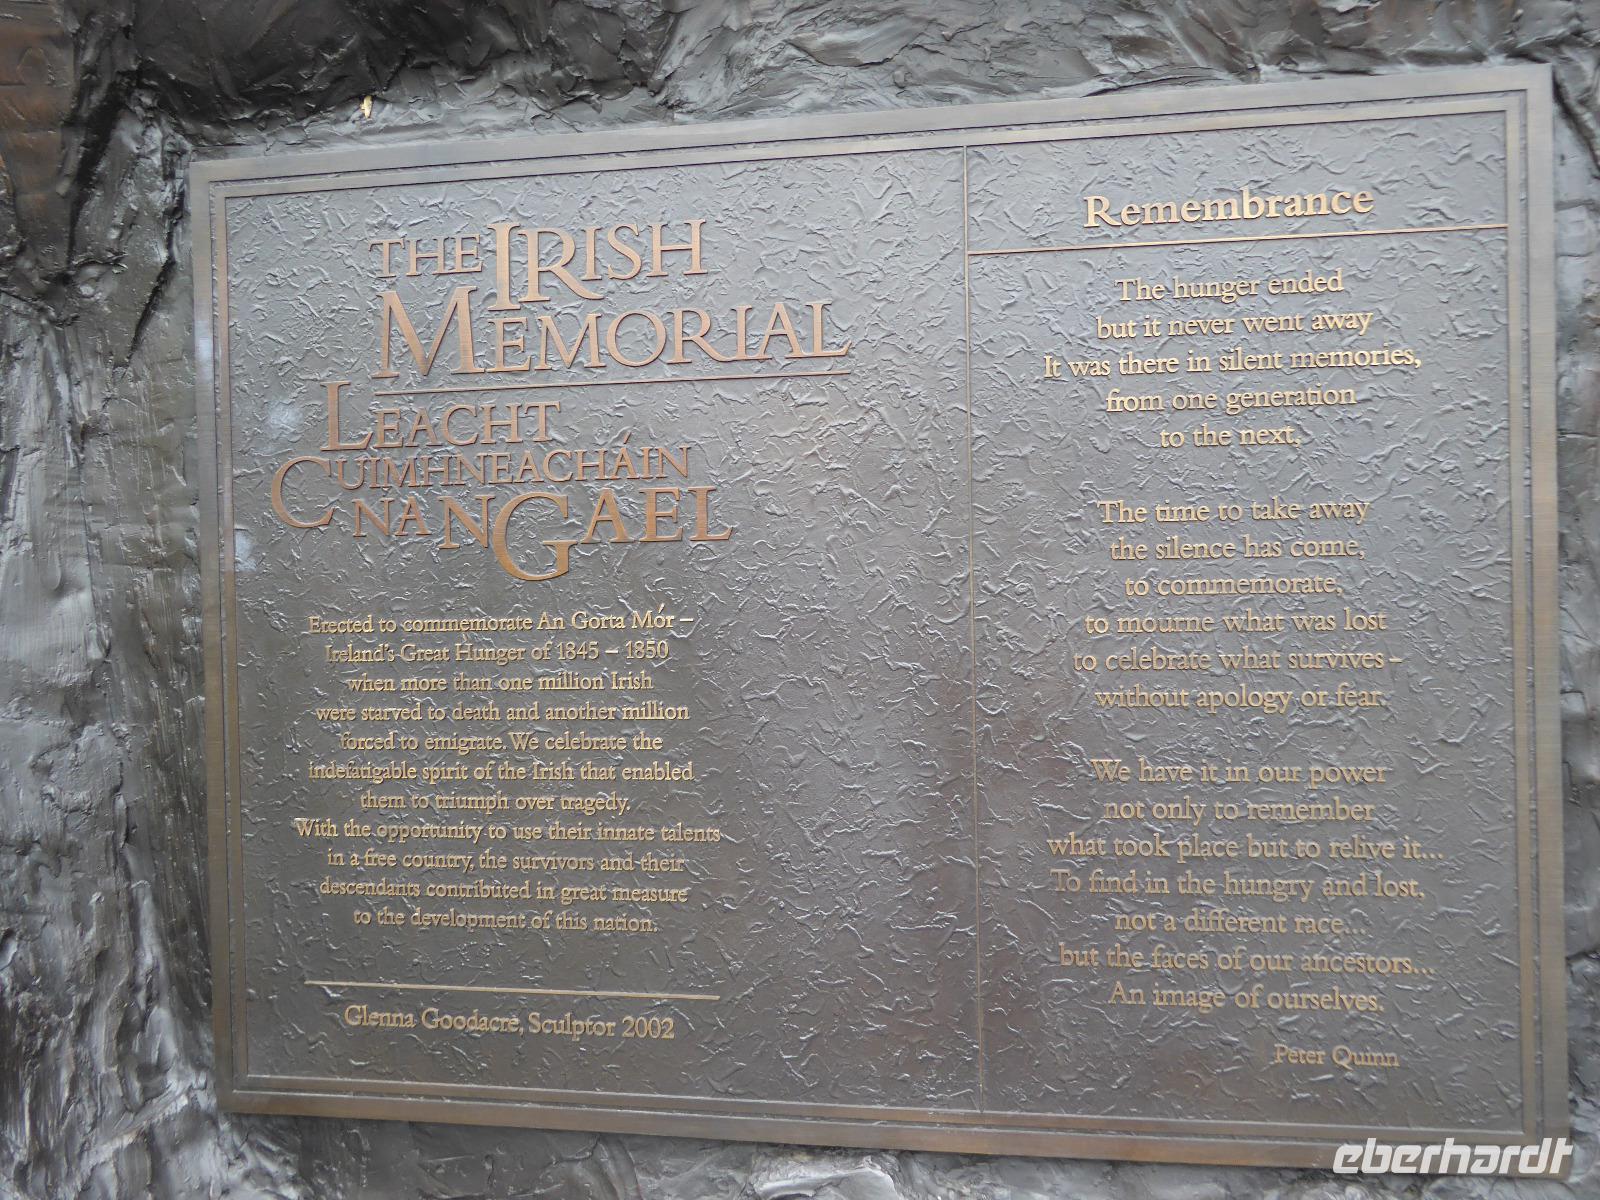 THE IRISH
MEMORIAL
LEACHT
CUIMHNEACHÁIN
NA NGAEL
Erected to commemorate An Gorta Mór –
Ireland's Great Hunger of 1845 – 1850
when more than one million Irish
were starved to death and another million
forced to emigrate. We celebrate the
indefatigable spirit of the Irish that enabled
them to triumph over tragedy.
With the opportunity to use their innate talents
in a free country, the survivors and their
descendants contributed in great measure
to the development of this nation.
Glenna Goodacre, Sculptor 2002
Remembrance
The hunger ended
but it never went away
It was there in silent memories,
from one generation
to the next.
The time to take away
the silence has come,
to commemorate,
to mourne what was lost
to celebrate what survives –
without apology or fear.
We have it in our power
not only to remember
what took place but to relive it...
To find in the hungry and lost,
not a different race...
but the faces of our ancestors...
An image of ourselves.
Peter Quinn
eberhardt